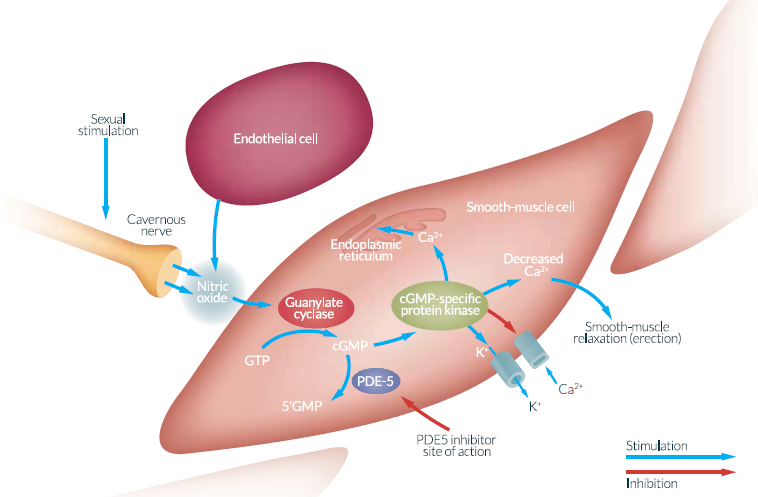 Sexual
stimulation
Endothelial cell
Cavernous
nerve
Nitric
oxide
Smooth-muscle cell
Endoplasmic
reticulum
Ca²⁺
Decreased
Ca²⁺
Guanylate
cyclase
cGMP-specific
protein kinase
Smooth-muscle
relaxation (erection)
GTP
cGMP
K⁺
PDE-5
Ca²⁺
5'GMP
K⁺
PDE5 inhibitor
site of action
Stimulation
Inhibition